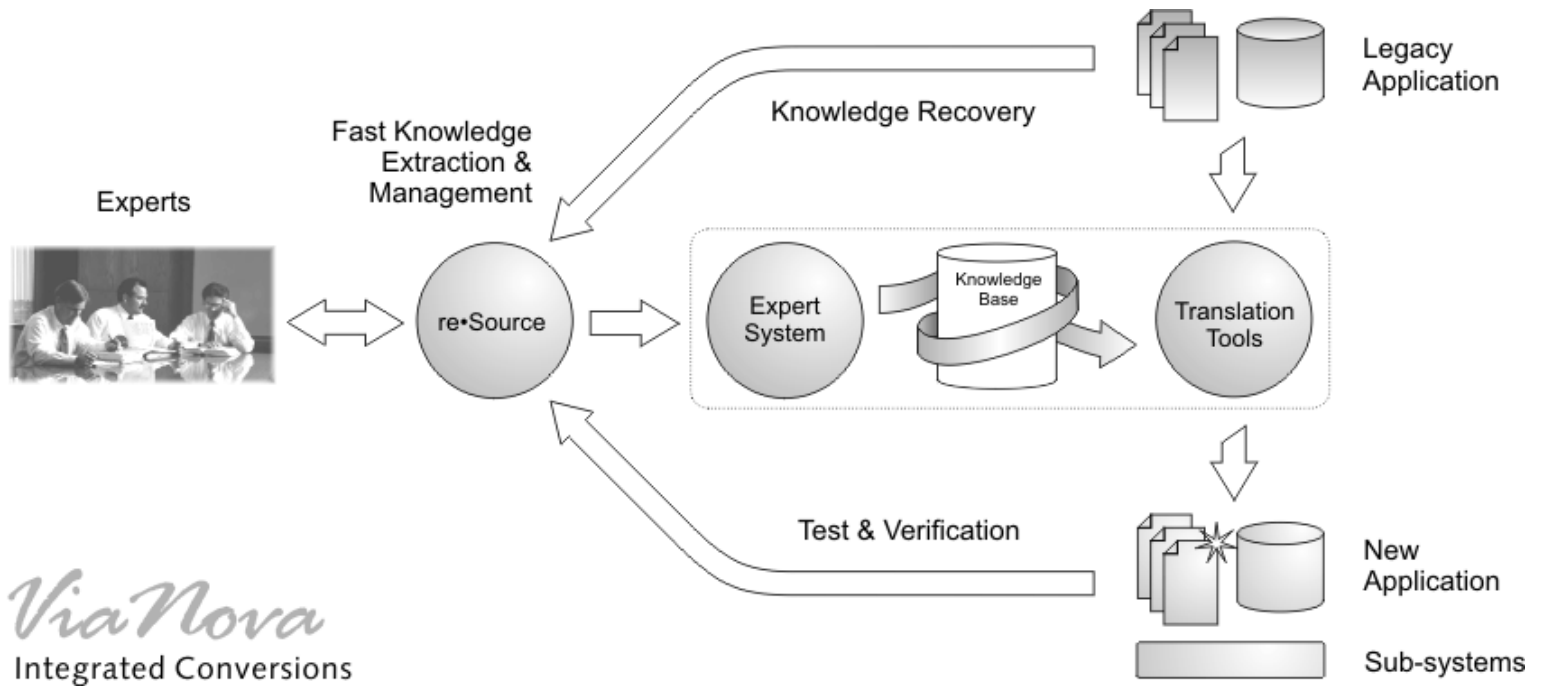 Legacy
Application
Knowledge Recovery
Fast Knowledge
Extraction &
Management
Experts
re•Source
Expert
System
Knowledge
Base
Translation
Tools
Test & Verification
New
Application
Sub-systems
ViaNova
Integrated Conversions